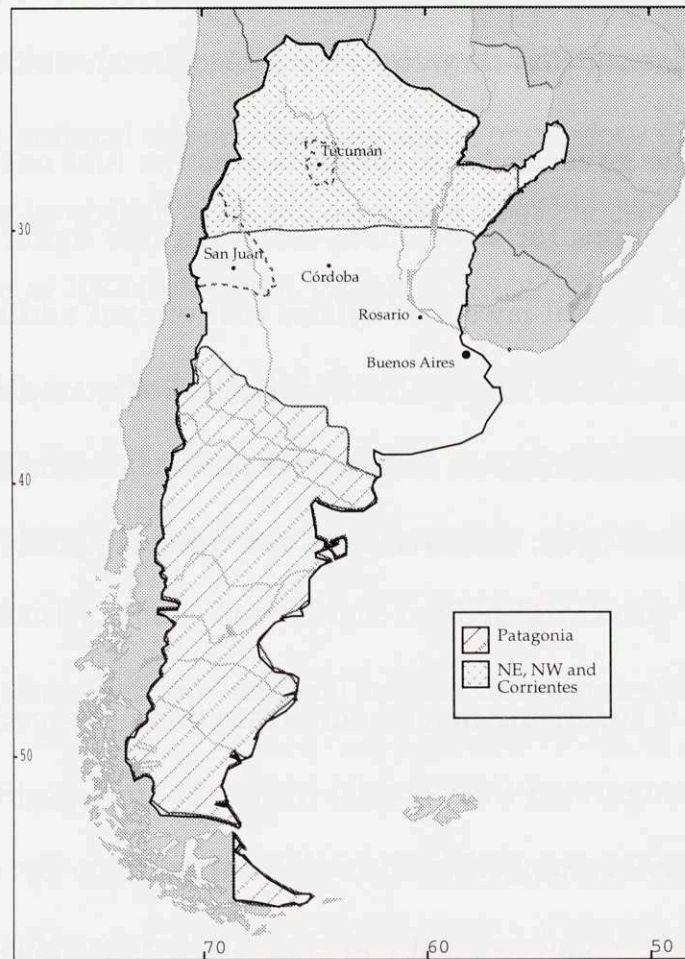 Tucumán
30
San Juan
Córdoba
Rosario
Buenos Aires
40
Patagonia
NE, NW and
Corrientes
50
70
60
50